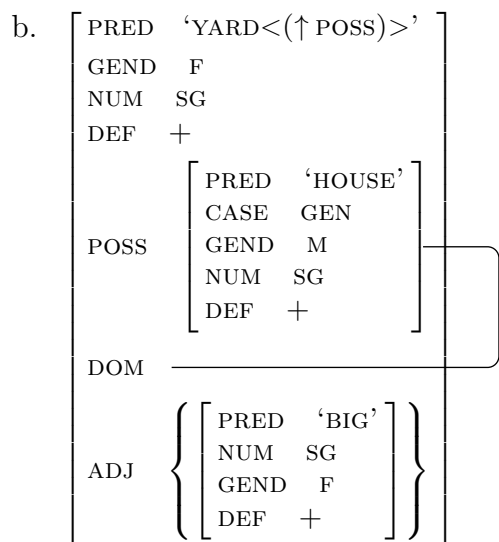 b.
PRED ‘YARD<(↑ POSS)>’
GEND F
NUM SG
DEF +
PRED ‘HOUSE’
CASE GEN
POSS GEND M
NUM SG
DEF +
DOM
PRED ‘BIG’
NUM SG
ADJ GEND F
DEF +